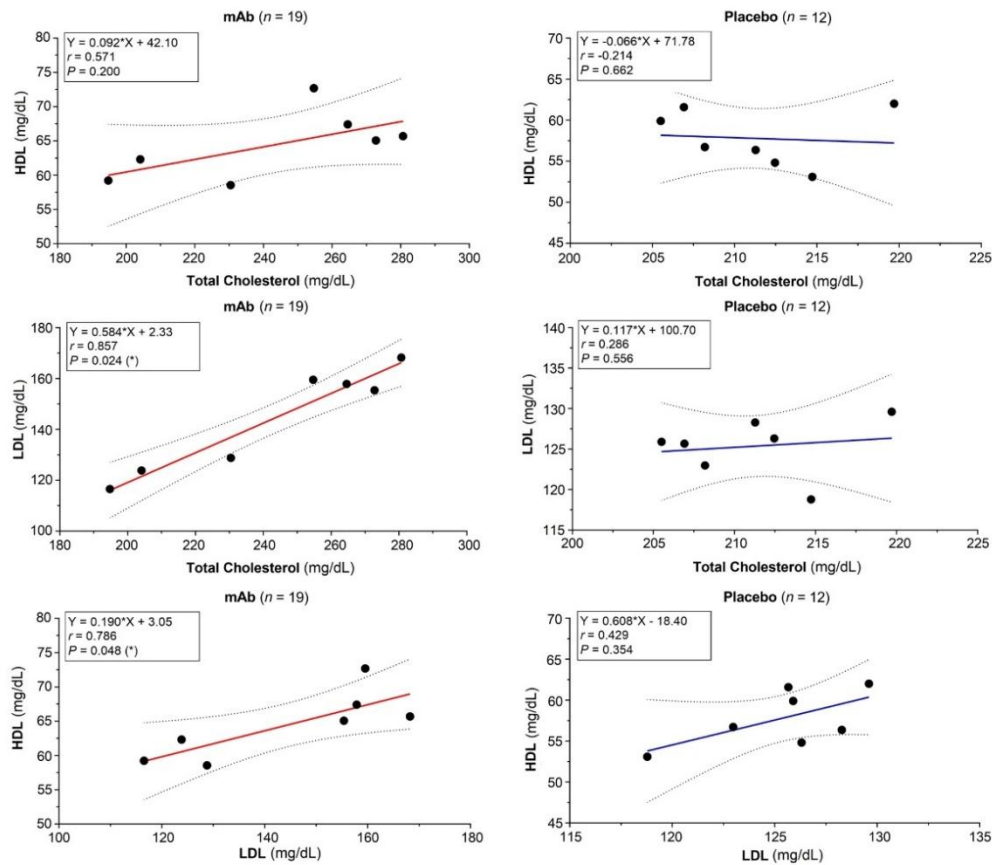 mAb (n = 19)
Y = 0.092*X + 42.10
r = 0.571
P = 0.200
80
75
70
65
60
55
50
HDL (mg/dL)
180 200 220 240 260 280 300
Total Cholesterol (mg/dL)
Placebo (n = 12)
Y = -0.066*X + 71.78
r = -0.214
P = 0.662
70
65
60
55
50
45
HDL (mg/dL)
200 205 210 215 220 225
Total Cholesterol (mg/dL)
mAb (n = 19)
Y = 0.584*X + 2.33
r = 0.857
P = 0.024 (*)
180
160
140
120
100
LDL (mg/dL)
180 200 220 240 260 280 300
Total Cholesterol (mg/dL)
Placebo (n = 12)
Y = 0.117*X + 100.70
r = 0.286
P = 0.556
140
135
130
125
120
115
LDL (mg/dL)
200 205 210 215 220 225
Total Cholesterol (mg/dL)
mAb (n = 19)
Y = 0.190*X + 3.05
r = 0.786
P = 0.048 (*)
80
75
70
65
60
55
50
HDL (mg/dL)
100 120 140 160 180
LDL (mg/dL)
Placebo (n = 12)
Y = 0.608*X - 18.40
r = 0.429
P = 0.354
70
65
60
55
50
45
HDL (mg/dL)
115 120 125 130 135
LDL (mg/dL)